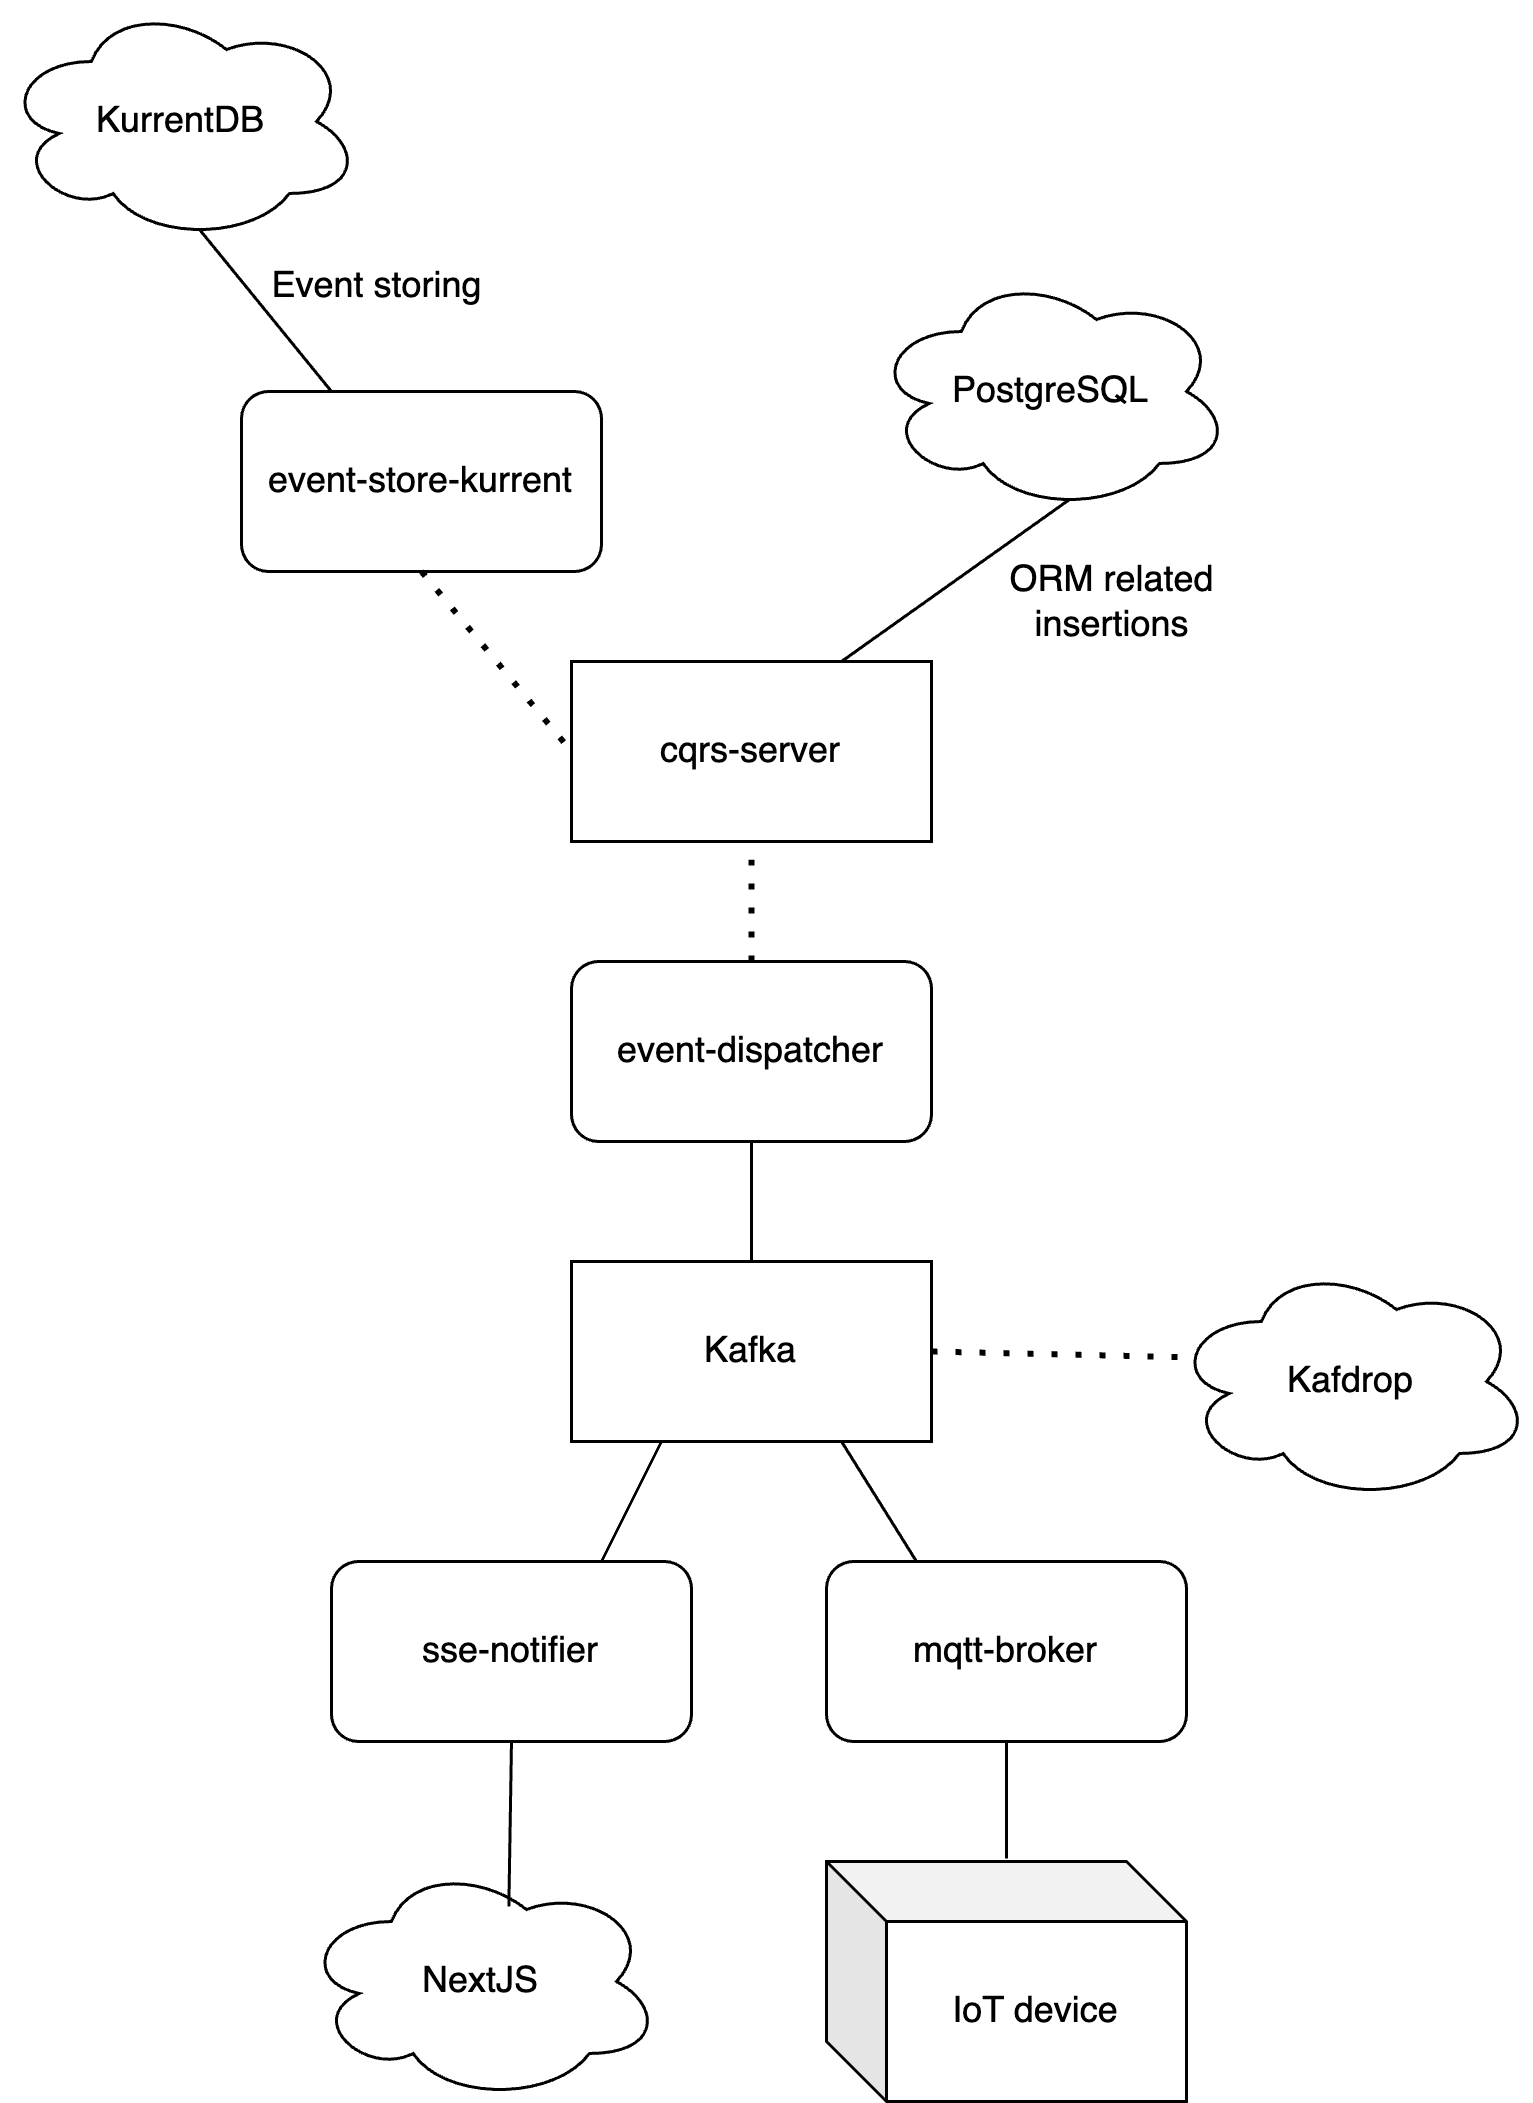 KurrentDB
Event storing
PostgreSQL
event-store-kurrent
ORM related
insertions
cqrs-server
event-dispatcher
Kafka
Kafdrop
sse-notifier
mqtt-broker
NextJS
IoT device